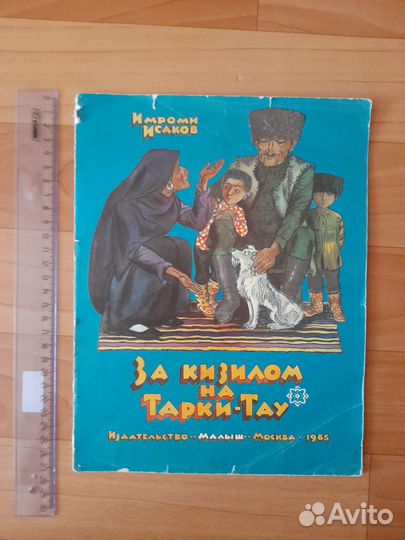 Имроми
Исаков
За кизилом
на
Тарки-Тау
Издательство · „Малыш" · Москва · 1985
Avito